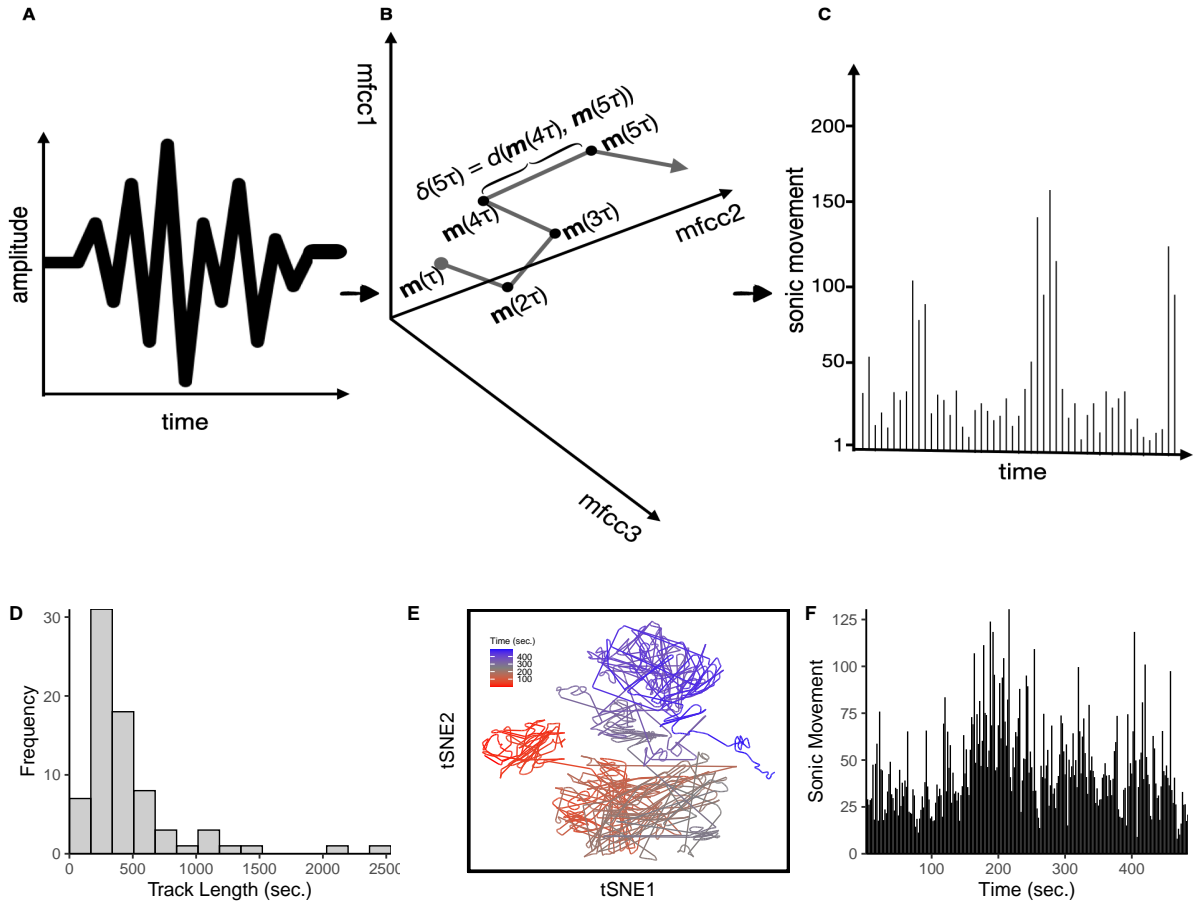 A
amplitude
time
B
mfcc1
mfcc2
mfcc3
δ(5τ) = d(m(4τ), m(5τ))
m(5τ)
m(4τ)
m(3τ)
m(τ)
m(2τ)
C
sonic movement
200
150
100
50
1
time
D
Frequency
30
20
10
0
0 500 1000 1500 2000 2500
Track Length (sec.)
E
Time (sec.)
400
300
200
100
tSNE2
tSNE1
F
Sonic Movement
125
100
75
50
25
0
100 200 300 400
Time (sec.)